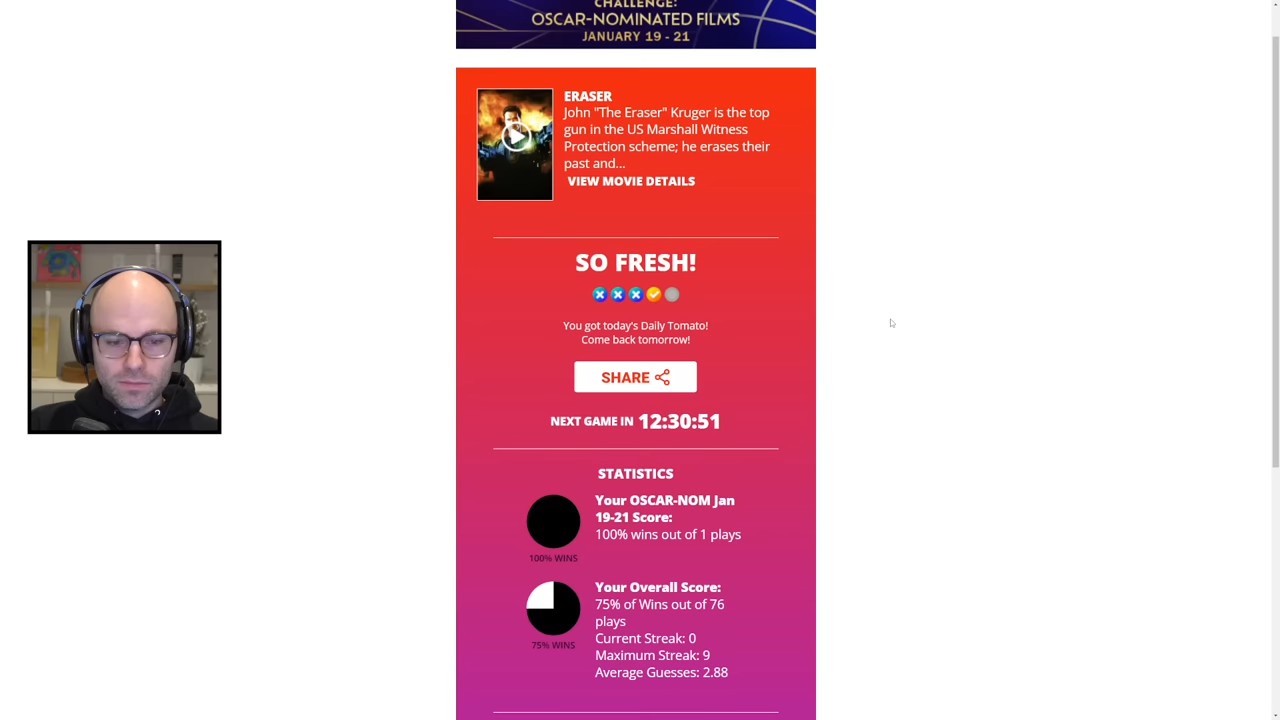 CHALLENGE:
OSCAR-NOMINATED FILMS
JANUARY 19 - 21
ERASER
John "The Eraser" Kruger is the top
gun in the US Marshall Witness
Protection scheme; he erases their
past and...
VIEW MOVIE DETAILS
SO FRESH!
You got today's Daily Tomato!
Come back tomorrow!
SHARE
NEXT GAME IN 12:30:51
STATISTICS
Your OSCAR-NOM Jan
19-21 Score:
100% wins out of 1 plays
100% WINS
Your Overall Score:
75% of Wins out of 76
plays
Current Streak: 0
Maximum Streak: 9
Average Guesses: 2.88
75% WINS